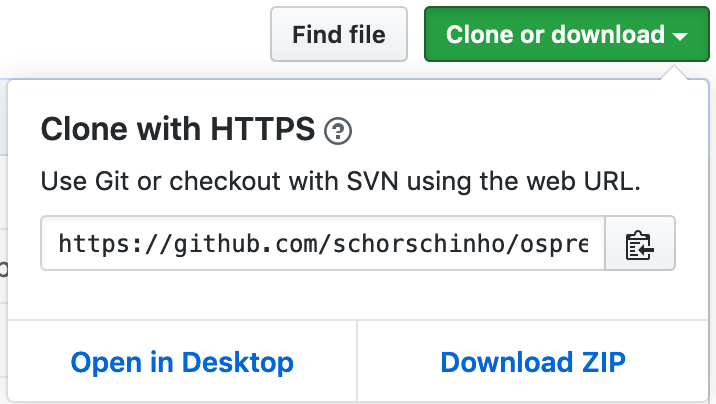 Find file
Clone or download
Clone with HTTPS
Use Git or checkout with SVN using the web URL.
https://github.com/schorschinho/ospre
Open in Desktop
Download ZIP